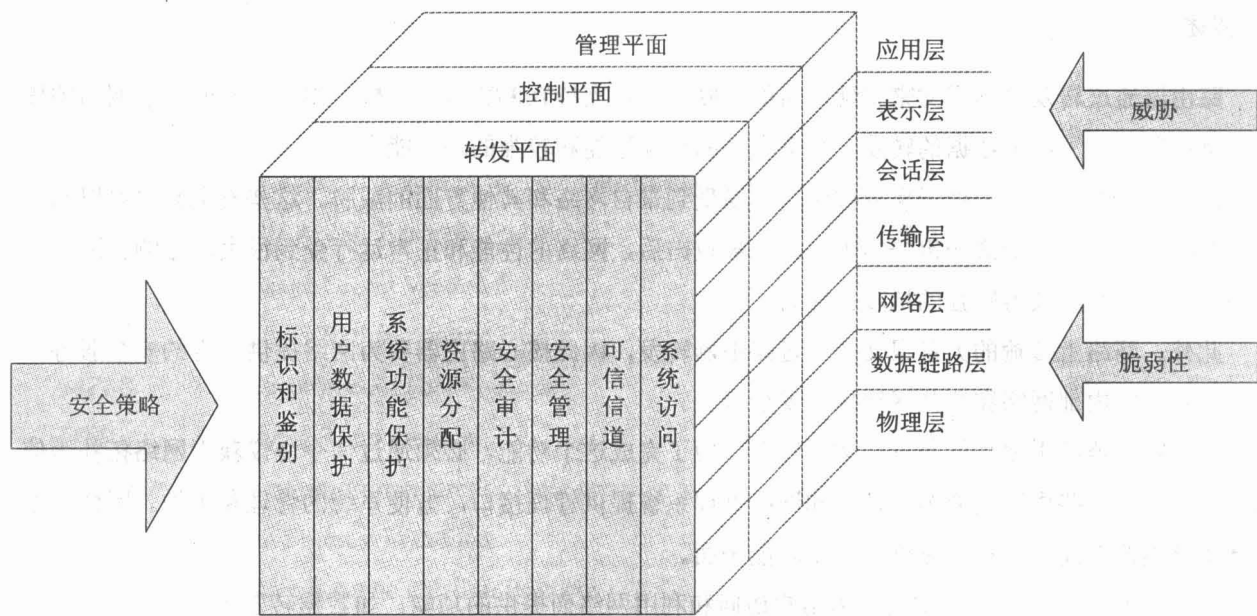 管理平面
控制平面
转发平面
应用层
表示层
会话层
传输层
网络层
数据链路层
物理层
威胁
脆弱性
安全策略
标识和鉴别
用户数据保护
系统功能保护
资源分配
安全审计
安全管理
可信信道
系统访问